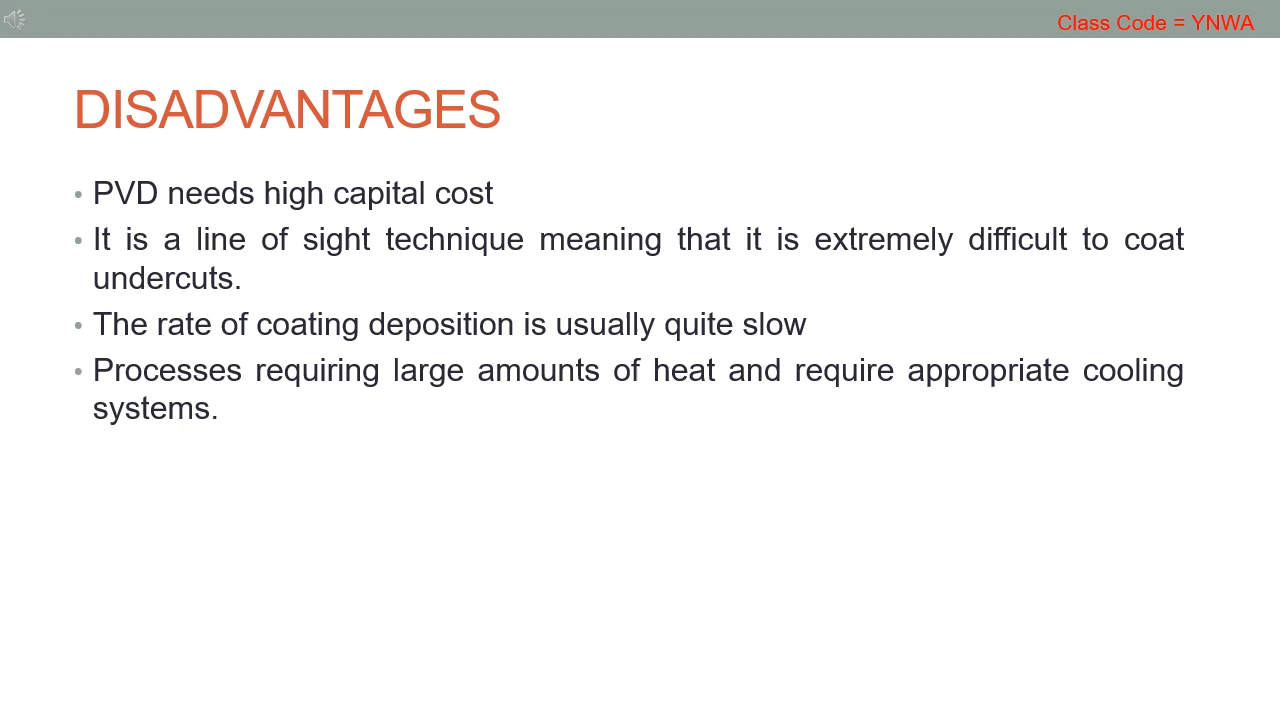 Class Code = YNWA
DISADVANTAGES
• PVD needs high capital cost
• It is a line of sight technique meaning that it is extremely difficult to coat
undercuts.
• The rate of coating deposition is usually quite slow
• Processes requiring large amounts of heat and require appropriate cooling
systems.